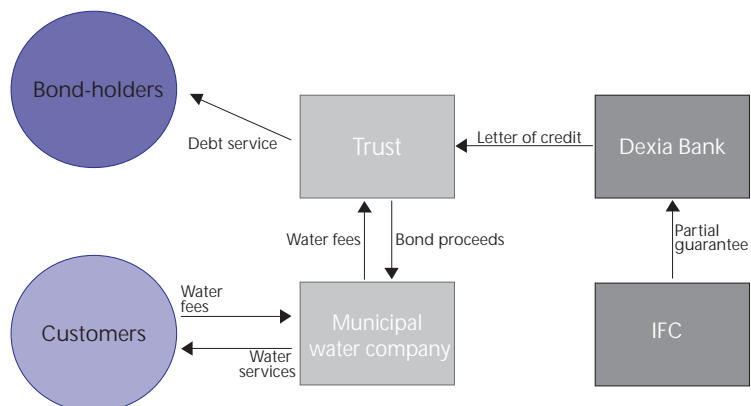 Bond-holders
Debt service
Trust
Letter of credit
Dexia Bank
Water fees
Bond proceeds
Partial
guarantee
Customers
Water
fees
Water
services
Municipal
water company
IFC